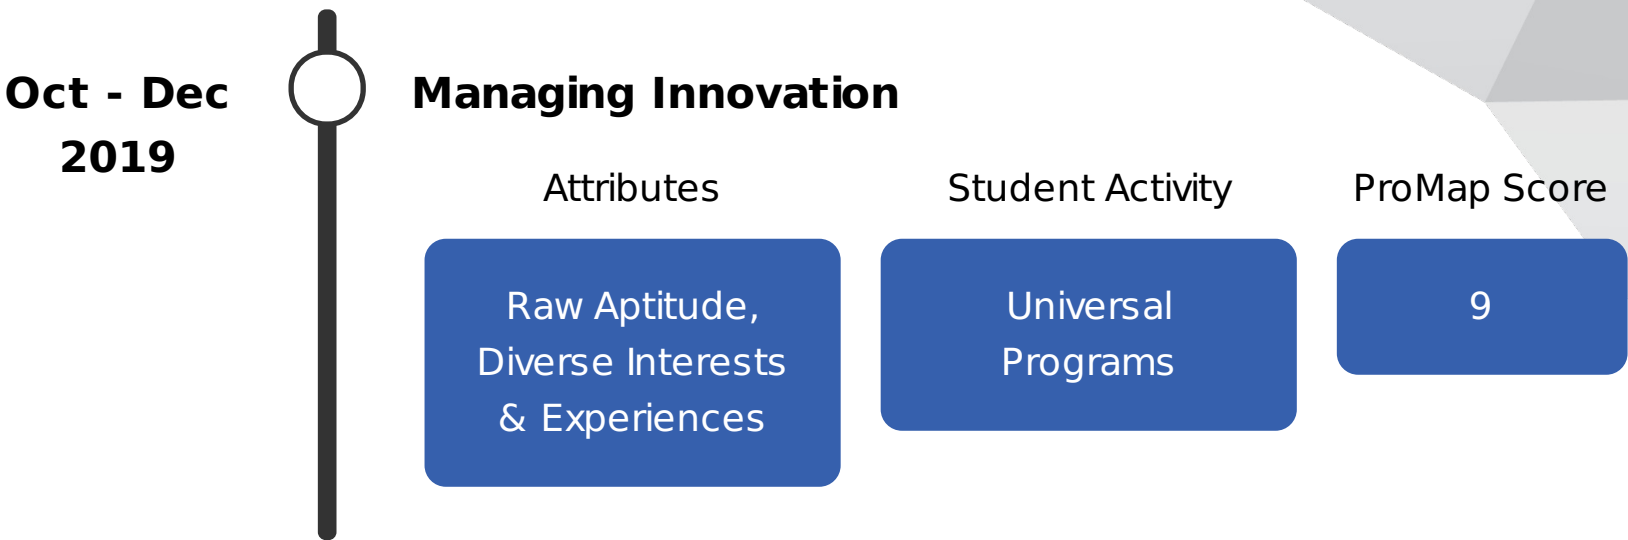 Oct - Dec
2019
Managing Innovation
Attributes
Student Activity
ProMap Score
Raw Aptitude,
Diverse Interests
& Experiences
Universal
Programs
9